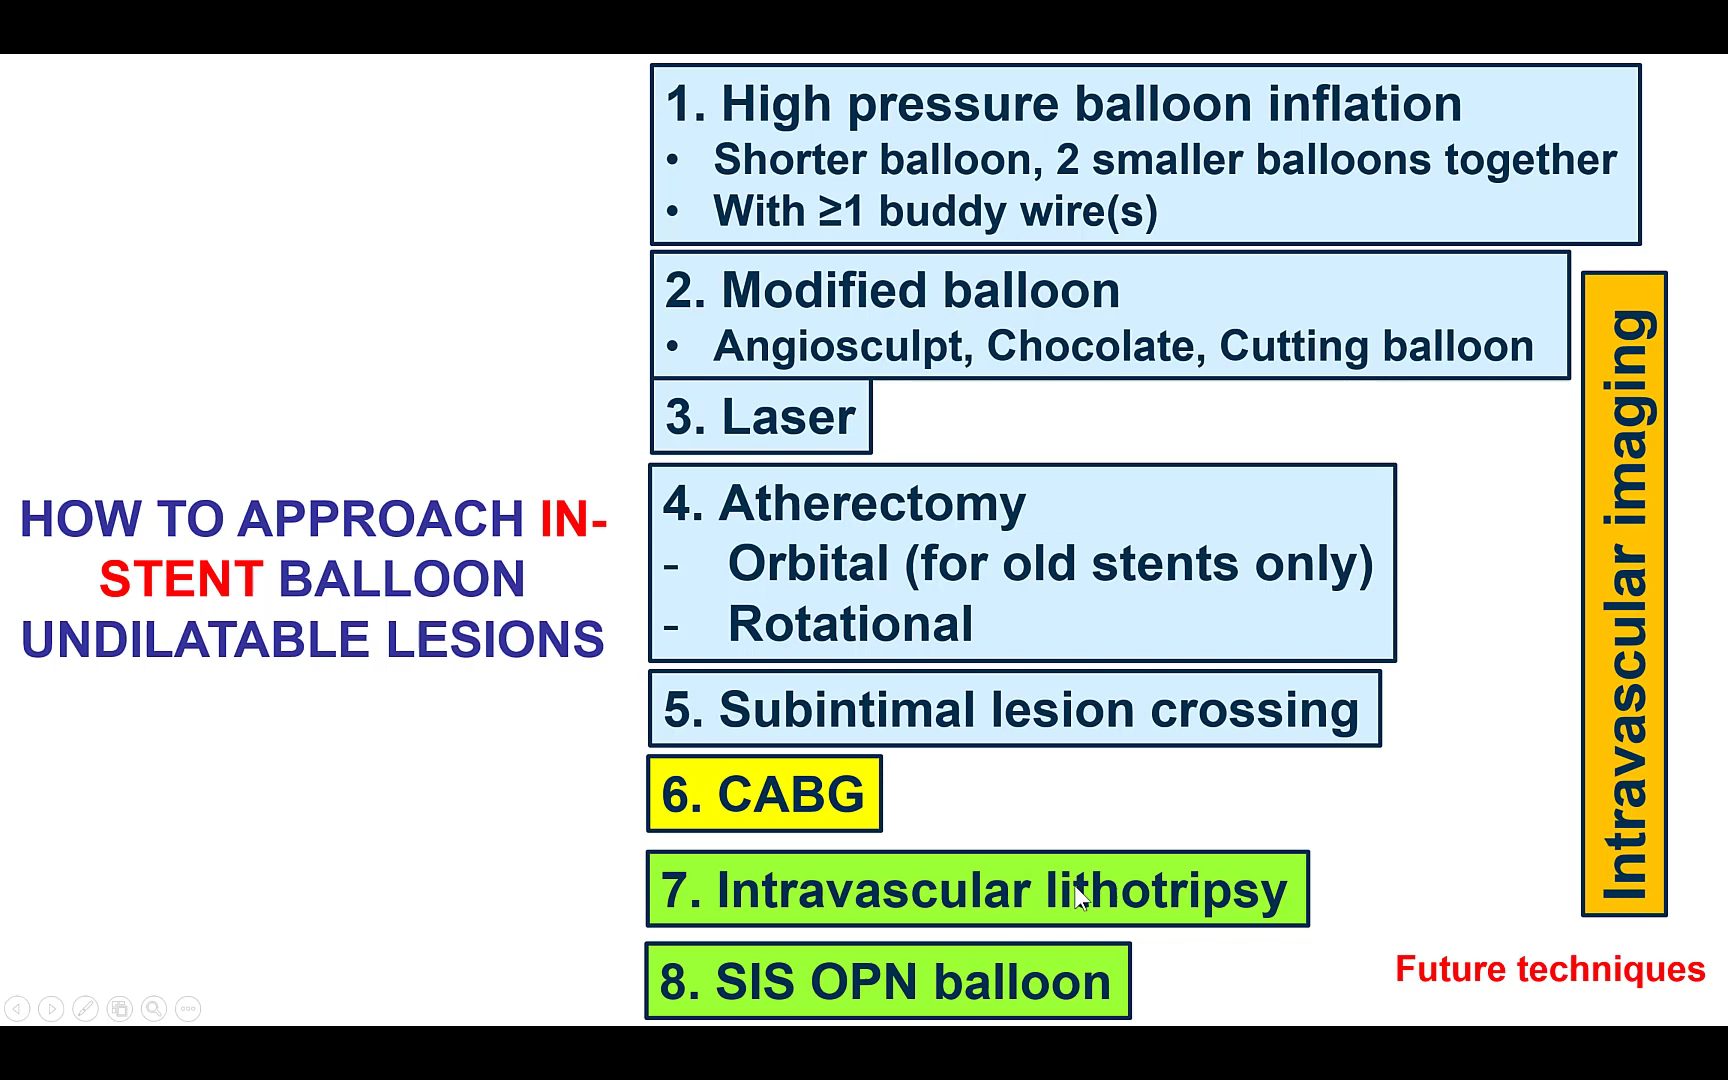 HOW TO APPROACH IN-
STENT BALLOON
UNDILATABLE LESIONS
1. High pressure balloon inflation
• Shorter balloon, 2 smaller balloons together
• With ≥1 buddy wire(s)
2. Modified balloon
• Angiosculpt, Chocolate, Cutting balloon
3. Laser
4. Atherectomy
- Orbital (for old stents only)
- Rotational
5. Subintimal lesion crossing
6. CABG
7. Intravascular lithotripsy
8. SIS OPN balloon
Intravascular imaging
Future techniques